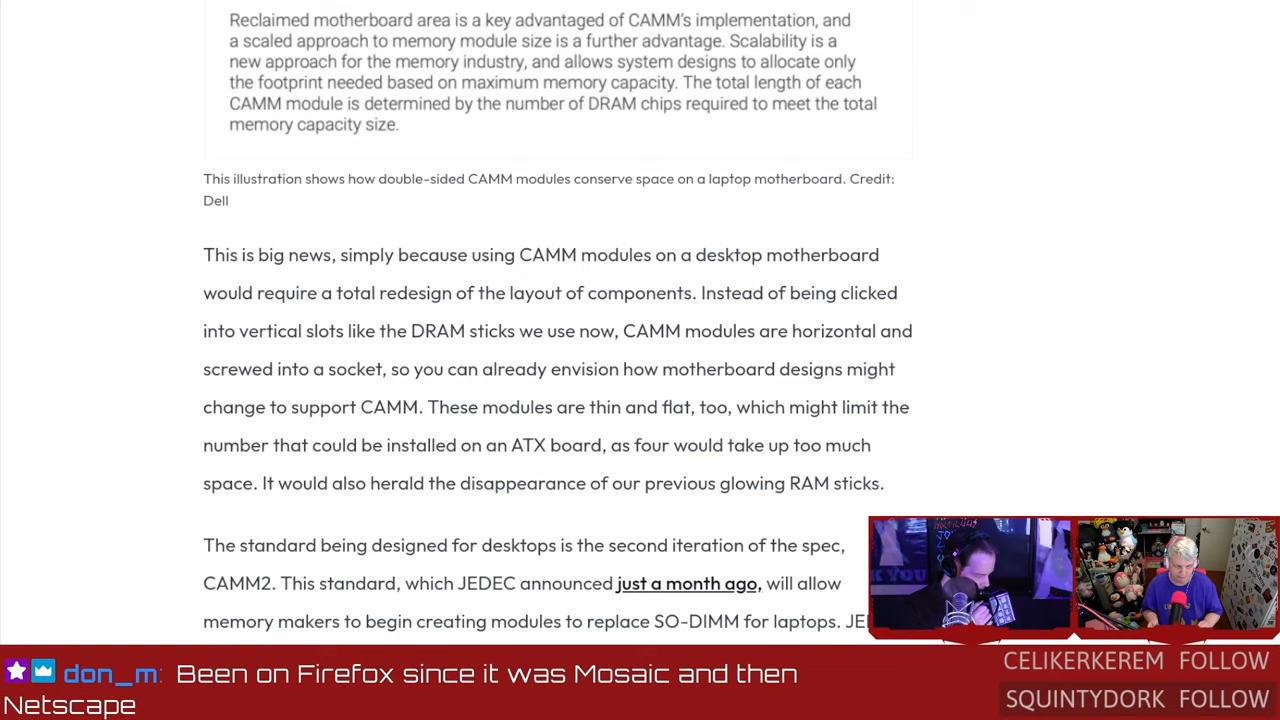 Reclaimed motherboard area is a key advantaged of CAMM's implementation, and
a scaled approach to memory module size is a further advantage. Scalability is a
new approach for the memory industry, and allows system designs to allocate only
the footprint needed based on maximum memory capacity. The total length of each
CAMM module is determined by the number of DRAM chips required to meet the total
memory capacity size.
This illustration shows how double-sided CAMM modules conserve space on a laptop motherboard. Credit:
Dell
This is big news, simply because using CAMM modules on a desktop motherboard
would require a total redesign of the layout of components. Instead of being clicked
into vertical slots like the DRAM sticks we use now, CAMM modules are horizontal and
screwed into a socket, so you can already envision how motherboard designs might
change to support CAMM. These modules are thin and flat, too, which might limit the
number that could be installed on an ATX board, as four would take up too much
space. It would also herald the disappearance of our previous glowing RAM sticks.
The standard being designed for desktops is the second iteration of the spec,
CAMM2. This standard, which JEDEC announced just a month ago, will allow
memory makers to begin creating modules to replace SO-DIMM for laptops. JE
don_m: Been on Firefox since it was Mosaic and then
Netscape
CELIKERKEREM FOLLOW
SQUINTYDORK FOLLOW